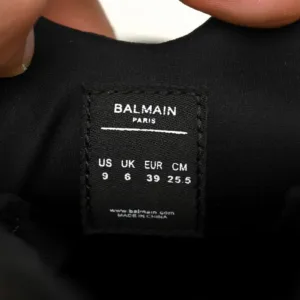 BALMAIN
PARIS
US UK EUR CM
9 6 39 25.5
www.balmain.com
MADE IN CHINA